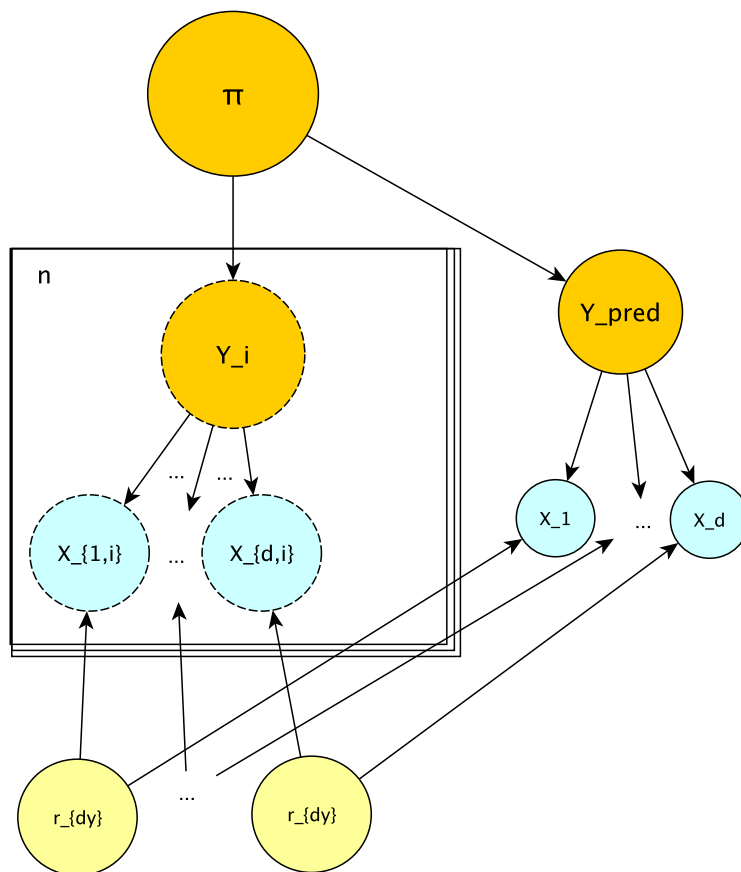 π
n
Y_i
Y_pred
... ...
X_{1,i}
...
X_{d,i}
X_1
...
X_d
r_{dy}
...
r_{dy}